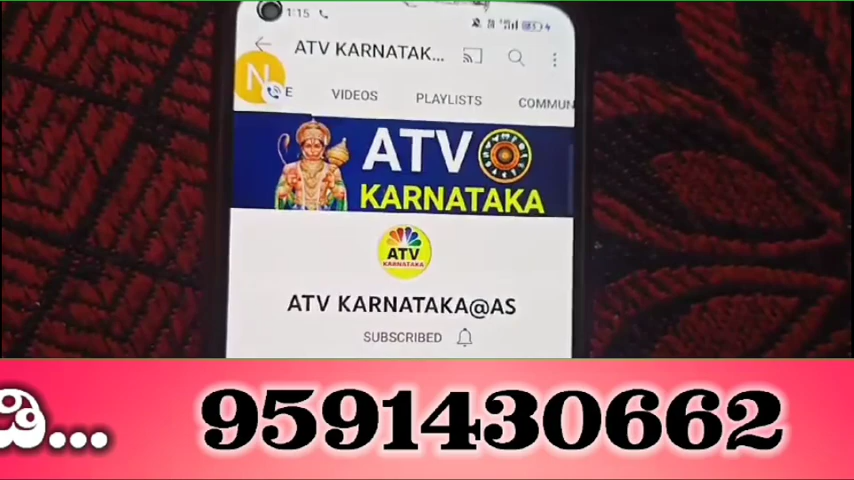 1:15
ATV KARNATAK...
N
E VIDEOS PLAYLISTS COMMUN
ATV
KARNATAKA
ATV
KARNATAKA
ATV KARNATAKA@AS
SUBSCRIBED
9591430662